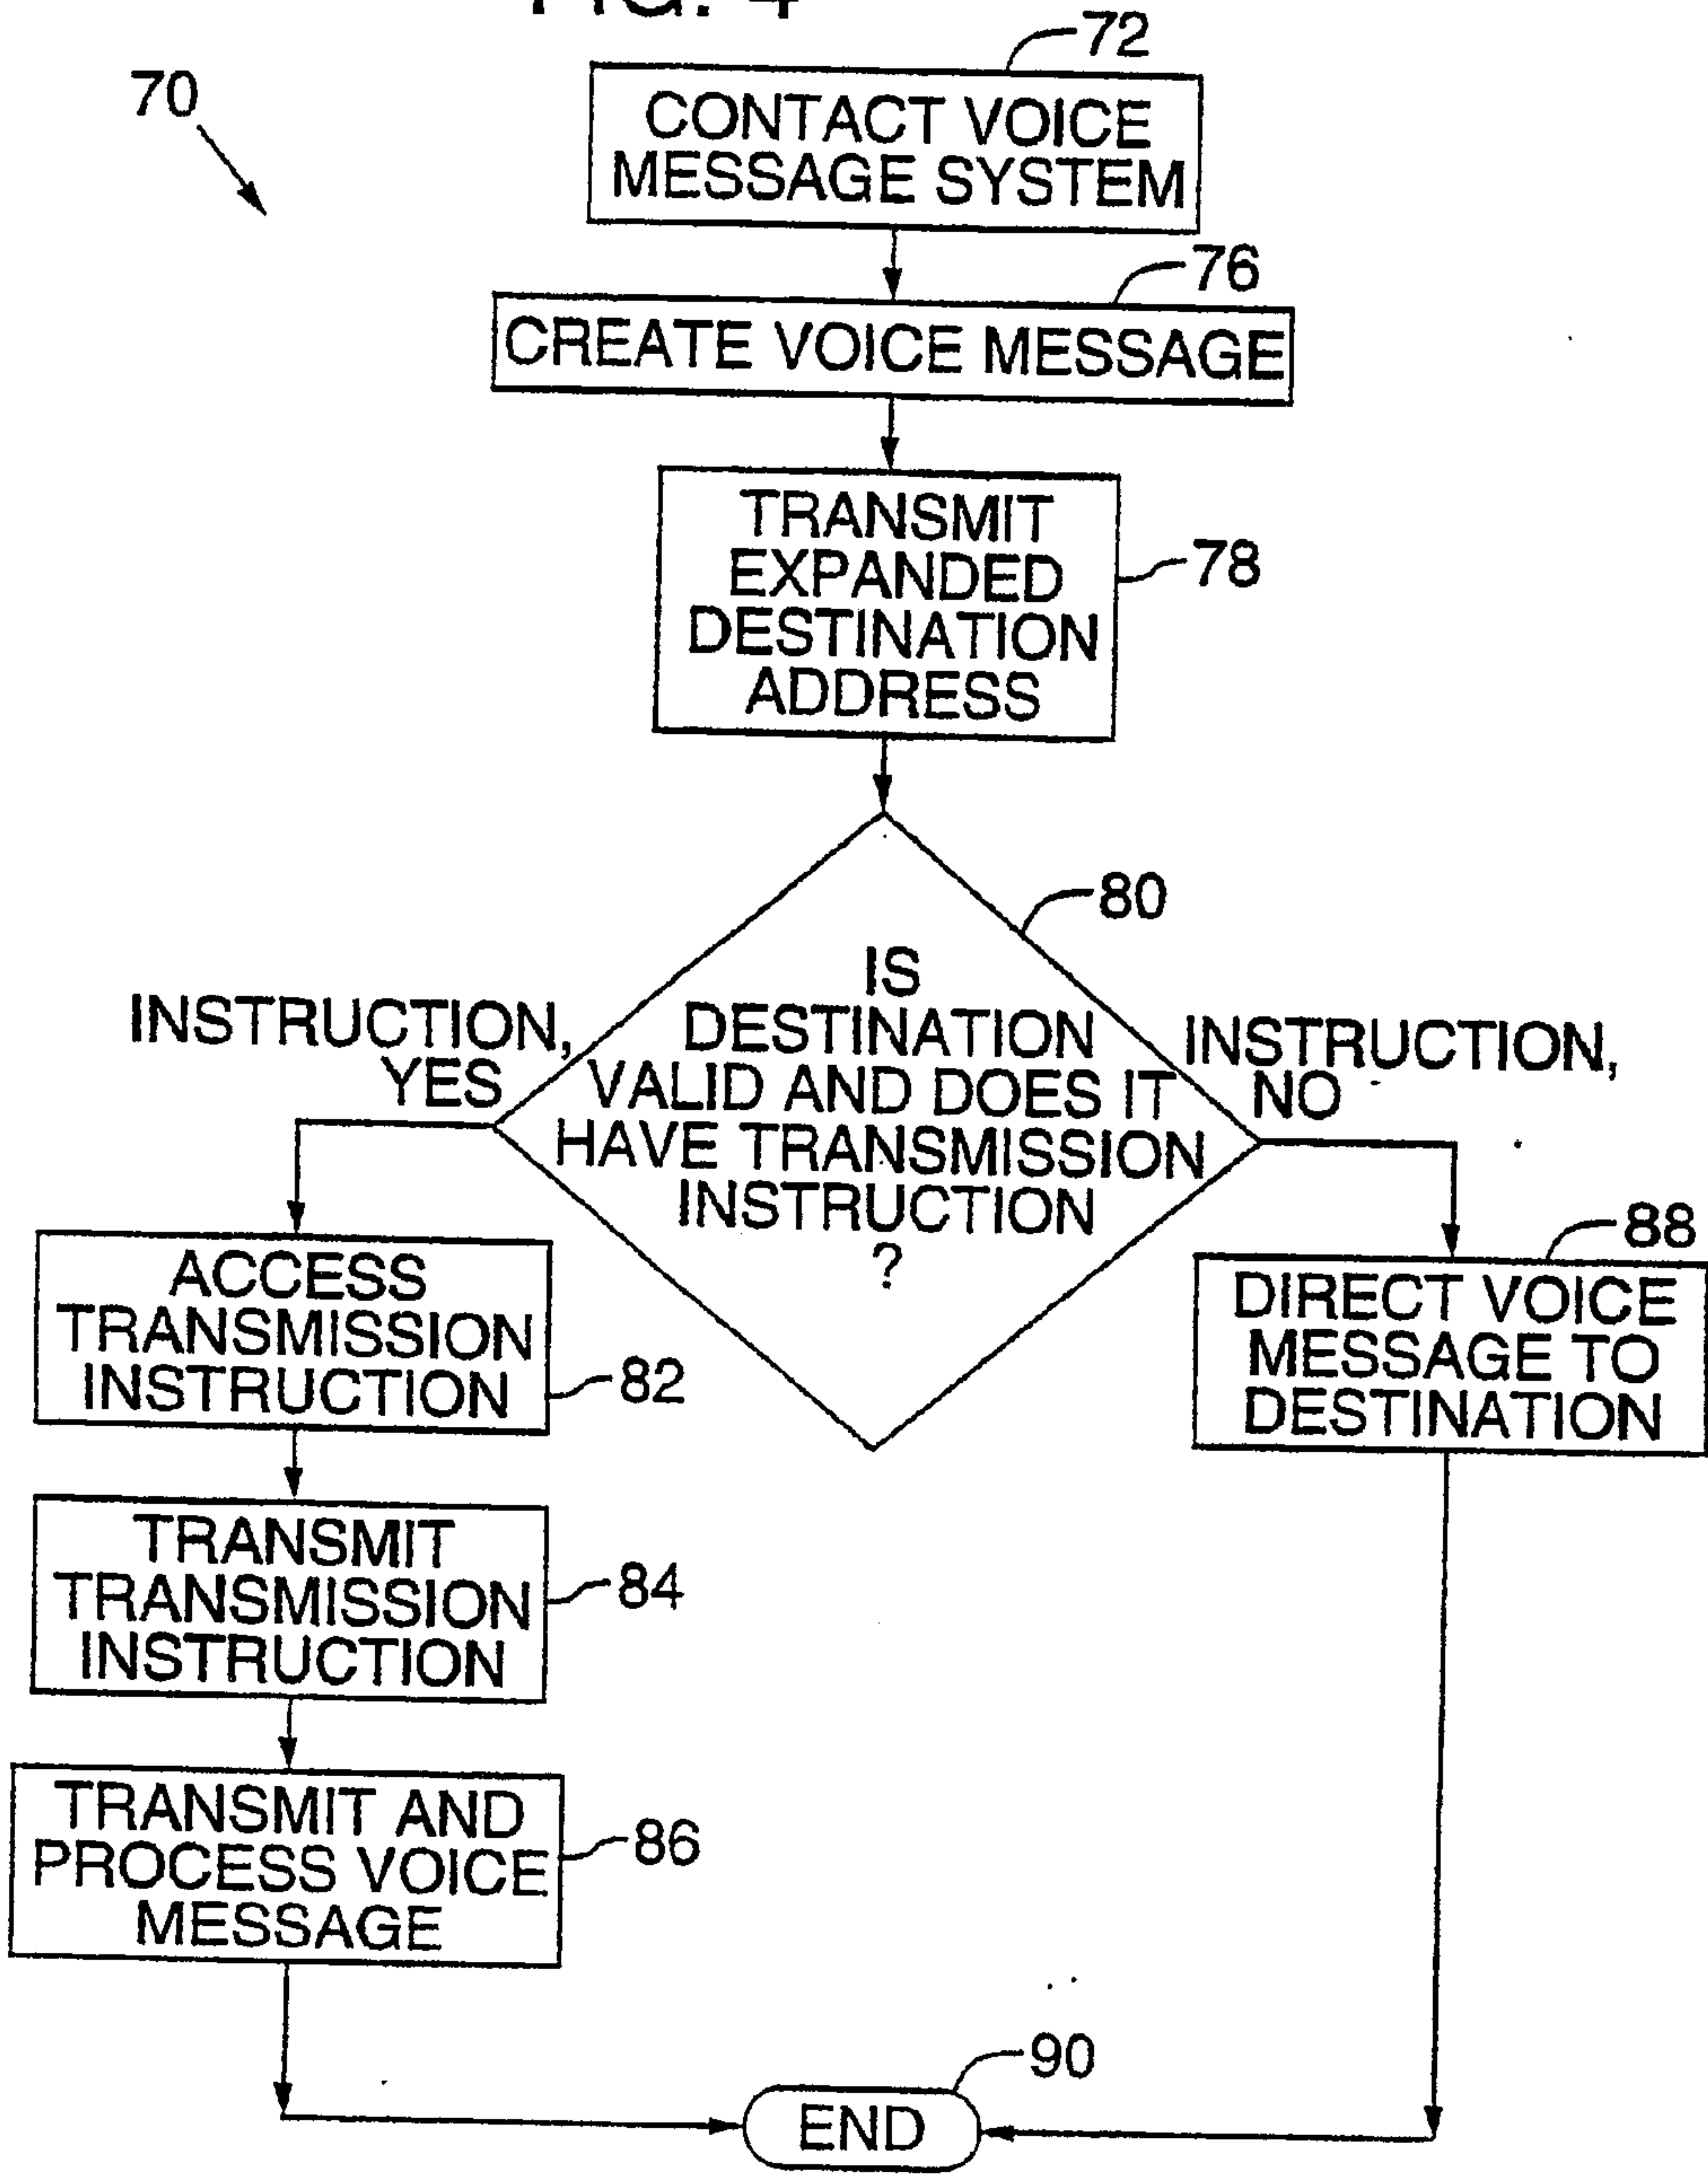 FIG. 4
70
72
CONTACT VOICE
MESSAGE SYSTEM
76
CREATE VOICE MESSAGE
TRANSMIT
EXPANDED
DESTINATION
ADDRESS
78
80
IS
DESTINATION
VALID AND DOES IT
HAVE TRANSMISSION
INSTRUCTION
?
INSTRUCTION,
YES
INSTRUCTION,
NO
ACCESS
TRANSMISSION
INSTRUCTION
82
88
DIRECT VOICE
MESSAGE TO
DESTINATION
TRANSMIT
TRANSMISSION
INSTRUCTION
84
TRANSMIT AND
PROCESS VOICE
MESSAGE
86
90
END